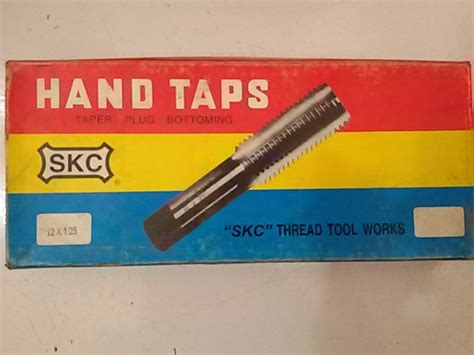 HAND TAPS
TAPER PLUG BOTTOMING
SKC
12 X 1.25
"SKC" THREAD TOOL WORKS